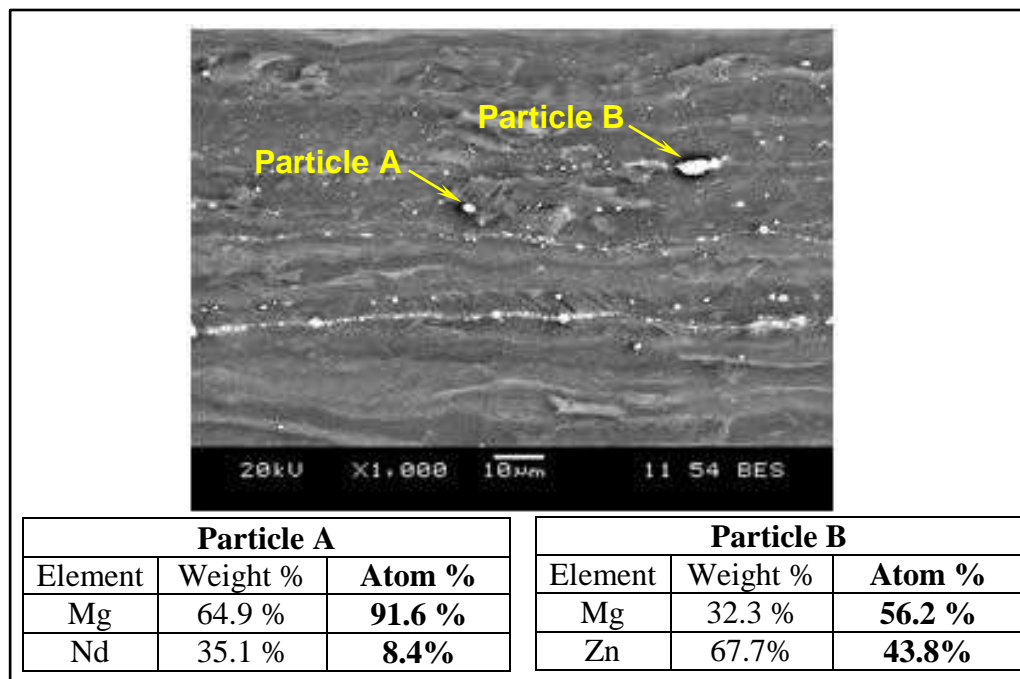 Particle B
Particle A
20kU X1,000 10µm 11 54 BES
Particle A
Element Weight % Atom %
Mg 64.9 % 91.6 %
Nd 35.1 % 8.4%
Particle B
Element Weight % Atom %
Mg 32.3 % 56.2 %
Zn 67.7% 43.8%